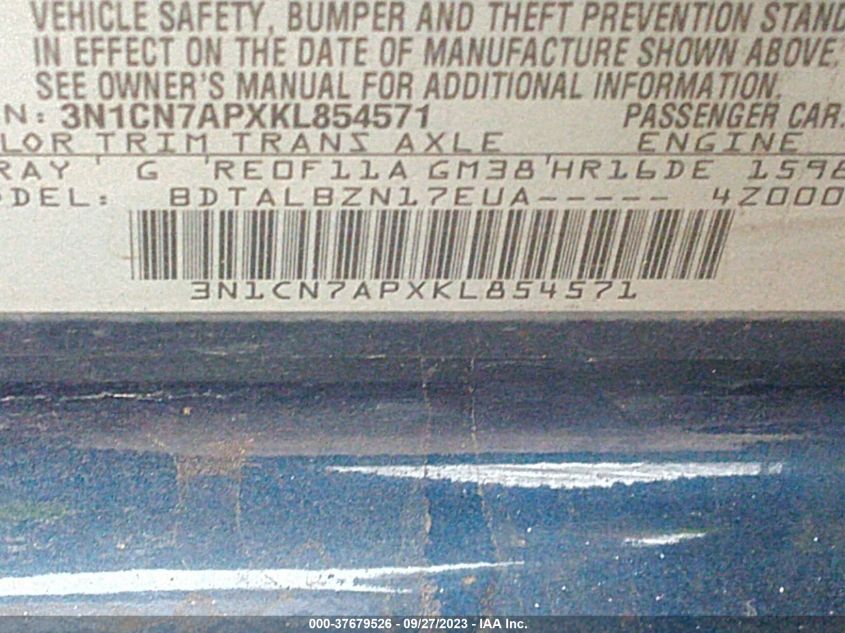 VEHICLE SAFETY, BUMPER AND THEFT PREVENTION STAND
IN EFFECT ON THE DATE OF MANUFACTURE SHOWN ABOVE.
SEE OWNER'S MANUAL FOR ADDITIONAL INFORMATION.
N: 3N1CN7APXKL854571 PASSENGER CAR
LOR TRIM TRANS AXLE ENGINE
RAY ' G 'RE0F11A GM38'HR16DE 1598
DEL: BDTALBZN17EUA----- 4Z000
3N1CN7APXKL854571
000-37679526 - 09/27/2023 - IAA Inc.